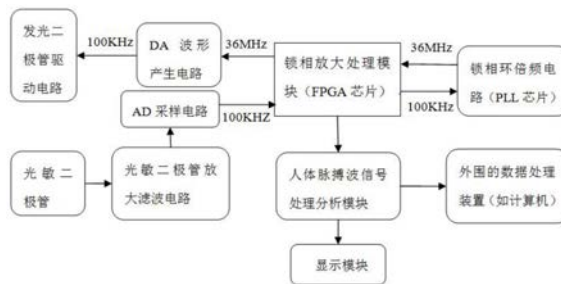 发光二
极管驱
动电路
100KHz
DA 波形
产生电路
36MHz
锁相放大处理模
块（FPGA 芯片）
36MHz
100KHz
锁相环倍频电
路（PLL 芯片）
AD 采样电路
100KHZ
光敏二
极管
光敏二极管放
大滤波电路
人体脉搏波信号
处理分析模块
外围的数据处理
装置（如计算机）
显示模块